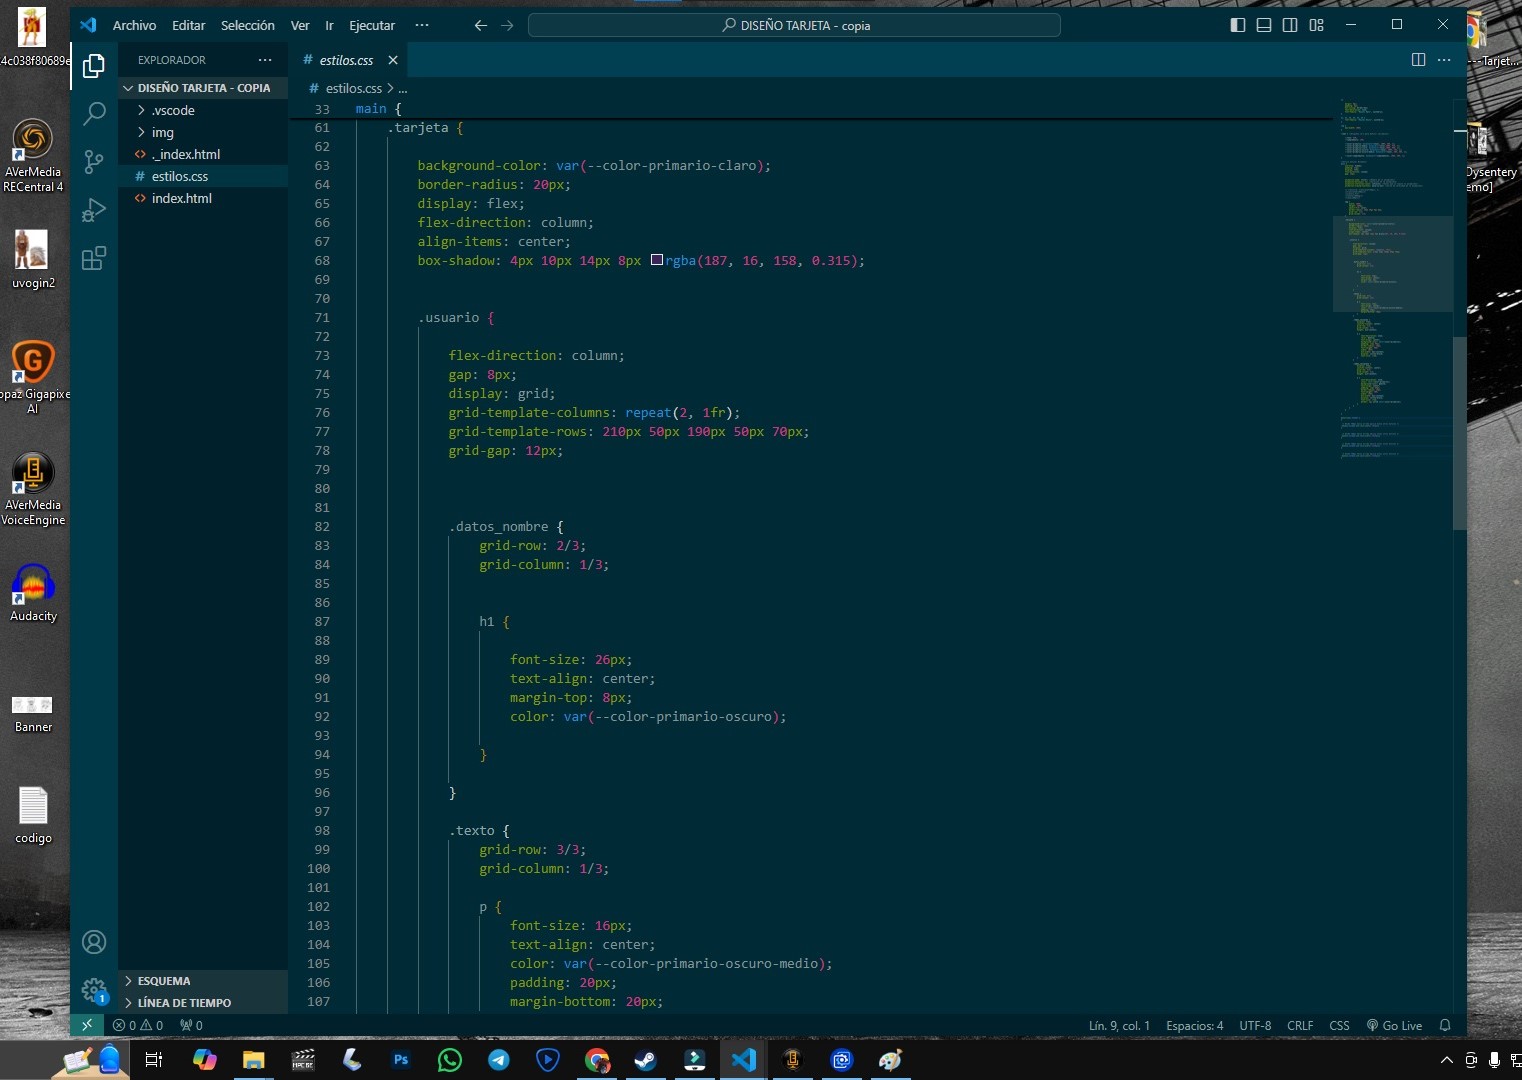 Archivo Editar Selección Ver Ir Ejecutar ··· DISEÑO TARJETA - copia
4c038f80689e
---Tarjet...
AVerMedia
RECentral 4
uvogin2
opaz Gigapixe
AI
AVerMedia
VoiceEngine
Audacity
Banner
codigo
Dysentery
emo]
EXPLORADOR ···
DISEÑO TARJETA - COPIA
.vscode
img
._index.html
# estilos.css
index.html
ESQUEMA
LÍNEA DE TIEMPO
# estilos.css
# estilos.css > ...
33 main {
61 .tarjeta {
62
63 background-color: var(--color-primario-claro);
64 border-radius: 20px;
65 display: flex;
66 flex-direction: column;
67 align-items: center;
68 box-shadow: 4px 10px 14px 8px rgba(187, 16, 158, 0.315);
69
70
71 .usuario {
72
73 flex-direction: column;
74 gap: 8px;
75 display: grid;
76 grid-template-columns: repeat(2, 1fr);
77 grid-template-rows: 210px 50px 190px 50px 70px;
78 grid-gap: 12px;
79
80
81
82 .datos_nombre {
83 grid-row: 2/3;
84 grid-column: 1/3;
85
86
87 h1 {
88
89 font-size: 26px;
90 text-align: center;
91 margin-top: 8px;
92 color: var(--color-primario-oscuro);
93
94 }
95
96 }
97
98 .texto {
99 grid-row: 3/3;
100 grid-column: 1/3;
101
102 p {
103 font-size: 16px;
104 text-align: center;
105 color: var(--color-primario-oscuro-medio);
106 padding: 20px;
107 margin-bottom: 20px;
1
0 0 0 Lín. 9, col. 1 Espacios: 4 UTF-8 CRLF CSS Go Live
Ps